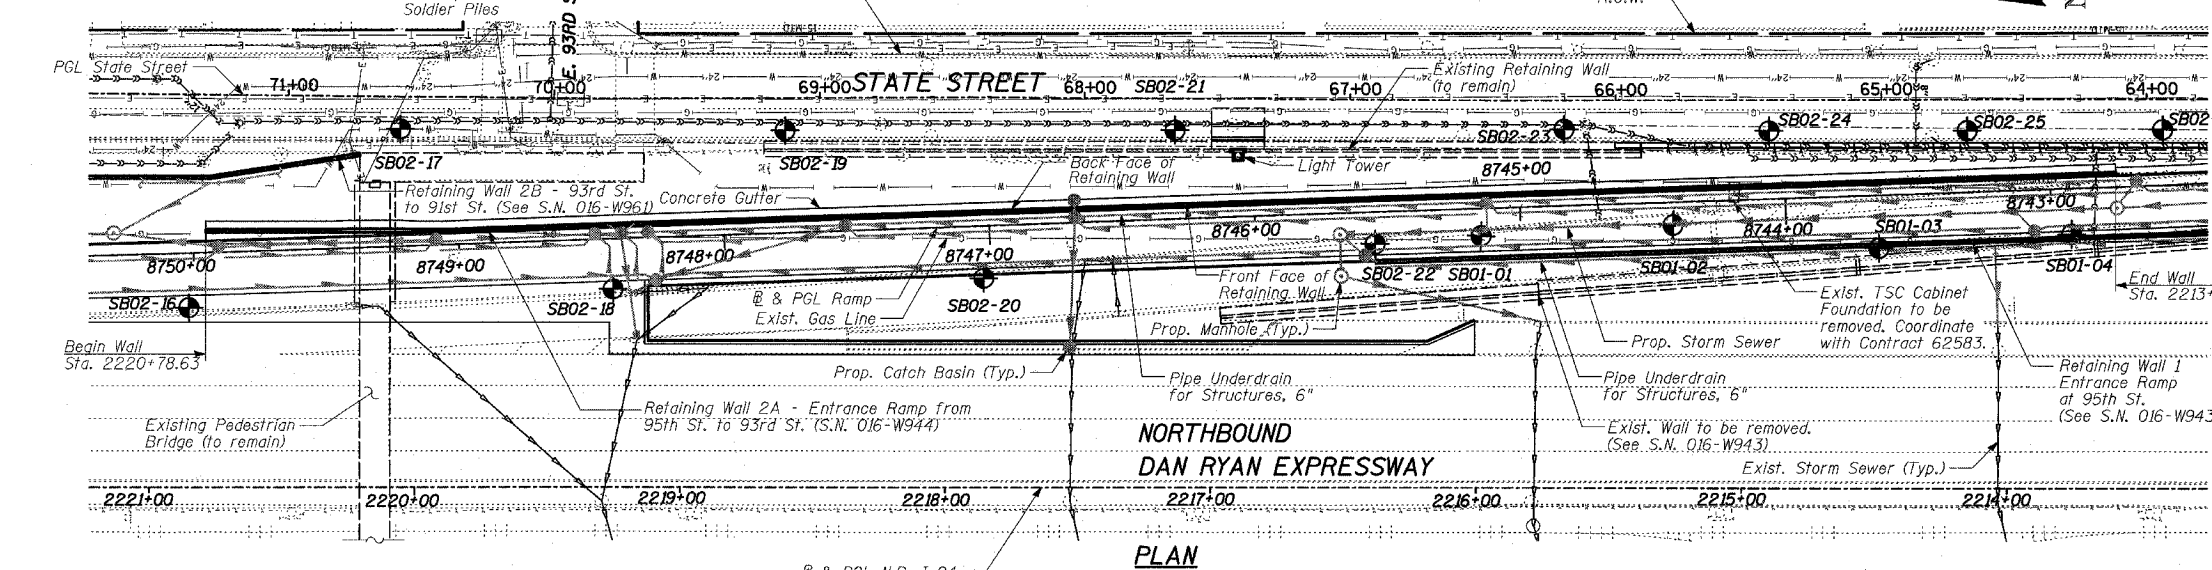 Soldier Piles
E. 93RD S
PGL State Street
71+00
70+00
69+00
STATE STREET
68+00
SB02-21
67+00
Existing Retaining Wall
(to remain)
66+00
65+00
64+00
SB02-17
SB02-19
SB02-23
SB02-24
SB02-25
SB02
Light Tower
Back Face of
Retaining Wall
8745+00
Retaining Wall 2B - 93rd St.
to 91st St. (See S.N. 016-W961)
Concrete Gutter
8750+00
8749+00
8748+00
8747+00
8746+00
8744+00
8743+00
SB01-03
SB02-16
SB02-18
SB02-20
SB02-22
SB01-01
SB01-02
SB01-04
Front Face of
Retaining Wall
℄ & PGL Ramp
Exist. Gas Line
Prop. Manhole (Typ.)
Exist. TSC Cabinet
Foundation to be
removed. Coordinate
with Contract 62583.
End Wall
Sta. 2213+
Begin Wall
Sta. 2220+78.63
Prop. Storm Sewer
Prop. Catch Basin (Typ.)
Pipe Underdrain
for Structures, 6"
Pipe Underdrain
for Structures, 6"
Retaining Wall 1
Entrance Ramp
at 95th St.
(See S.N. 016-W943
Retaining Wall 2A - Entrance Ramp from
95th St. to 93rd St. (S.N. 016-W944)
Existing Pedestrian
Bridge (to remain)
Exist. Wall to be removed.
(See S.N. 016-W943)
NORTHBOUND
DAN RYAN EXPRESSWAY
Exist. Storm Sewer (Typ.)
2221+00
2220+00
2219+00
2218+00
2217+00
2216+00
2215+00
2214+00
PLAN